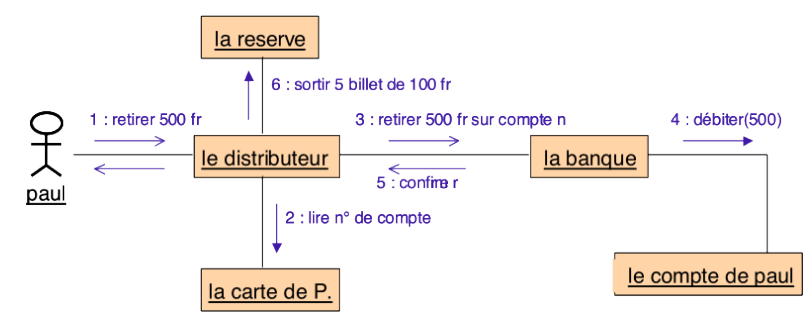 la reserve
6 : sortir 5 billet de 100 fr
1 : retirer 500 fr
3 : retirer 500 fr sur compte n
4 : débiter(500)
le distributeur
la banque
5 : confirmer
paul
2 : lire n° de compte
la carte de P.
le compte de paul